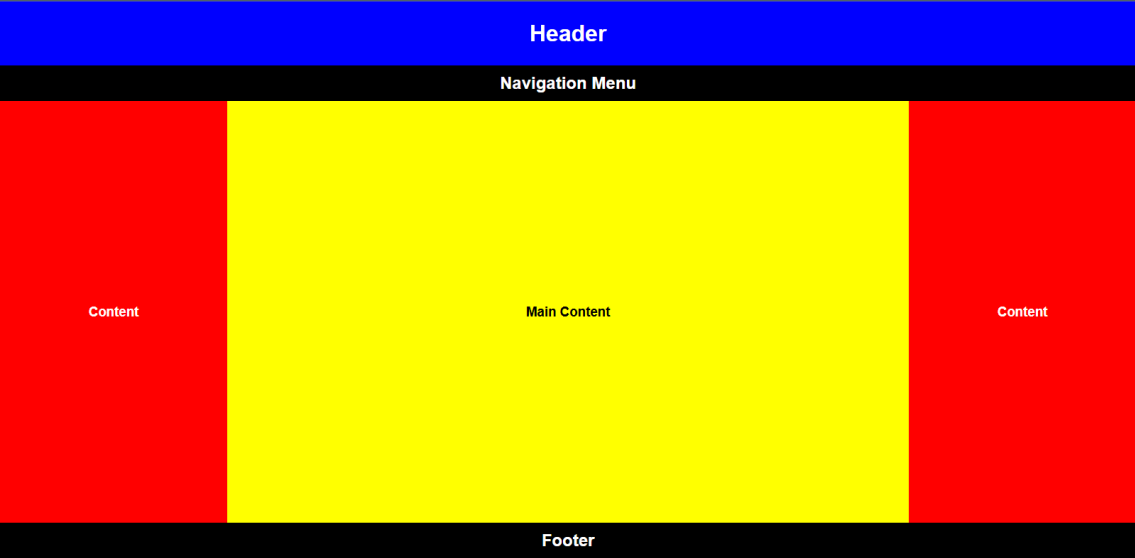 Header
Navigation Menu
Content
Main Content
Content
Footer